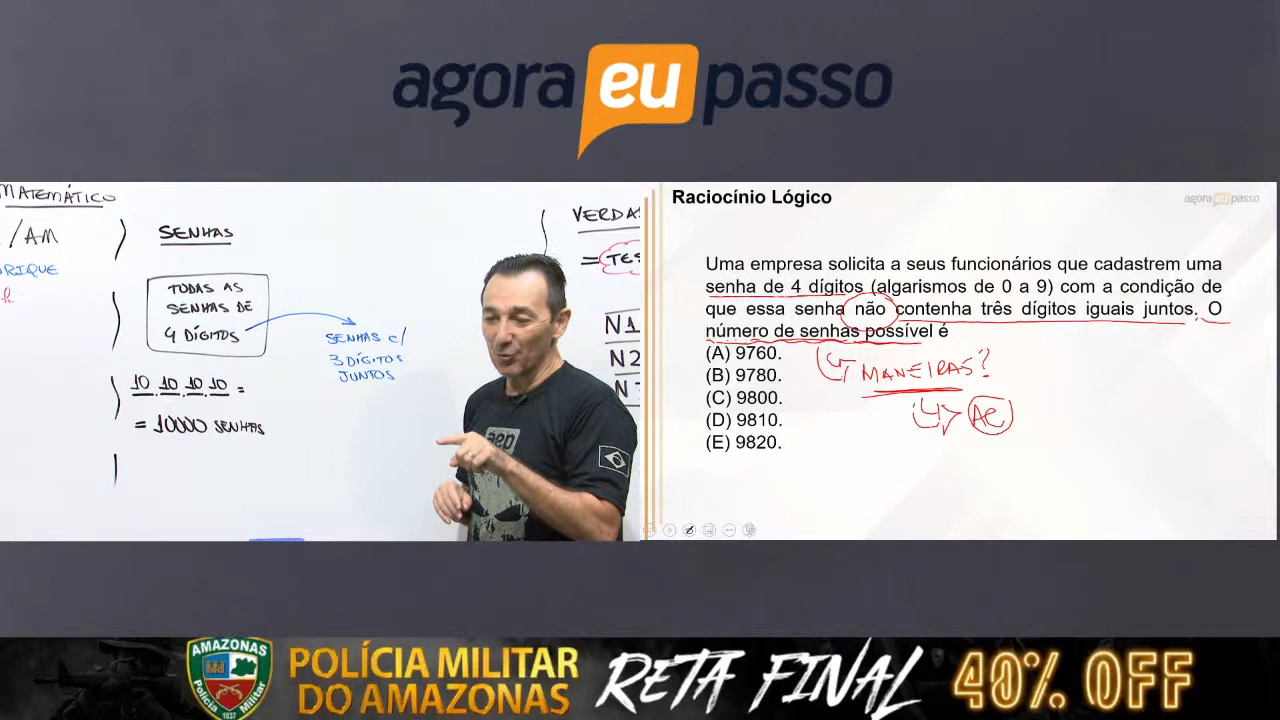 agora eu passo
MATEMÁTICO
/AM
RIQUE
SENHAS
TODAS AS
SENHAS DE
4 DÍGITOS
SENHAS C/
3 DÍGITOS
JUNTOS
10.10.10.10 =
= 10000 SENHAS
VERDA
= TES
N1
N2
N
aep
Raciocínio Lógico
agora eu passo
Uma empresa solicita a seus funcionários que cadastrem uma
senha de 4 dígitos (algarismos de 0 a 9) com a condição de
que essa senha não contenha três dígitos iguais juntos. O
número de senhas possível é
(A) 9760.
(B) 9780.
(C) 9800.
(D) 9810.
(E) 9820.
MANEIRAS?
AC
AMAZONAS
Polícia Militar
1837
POLÍCIA MILITAR
DO AMAZONAS
RETA FINAL
40% OFF